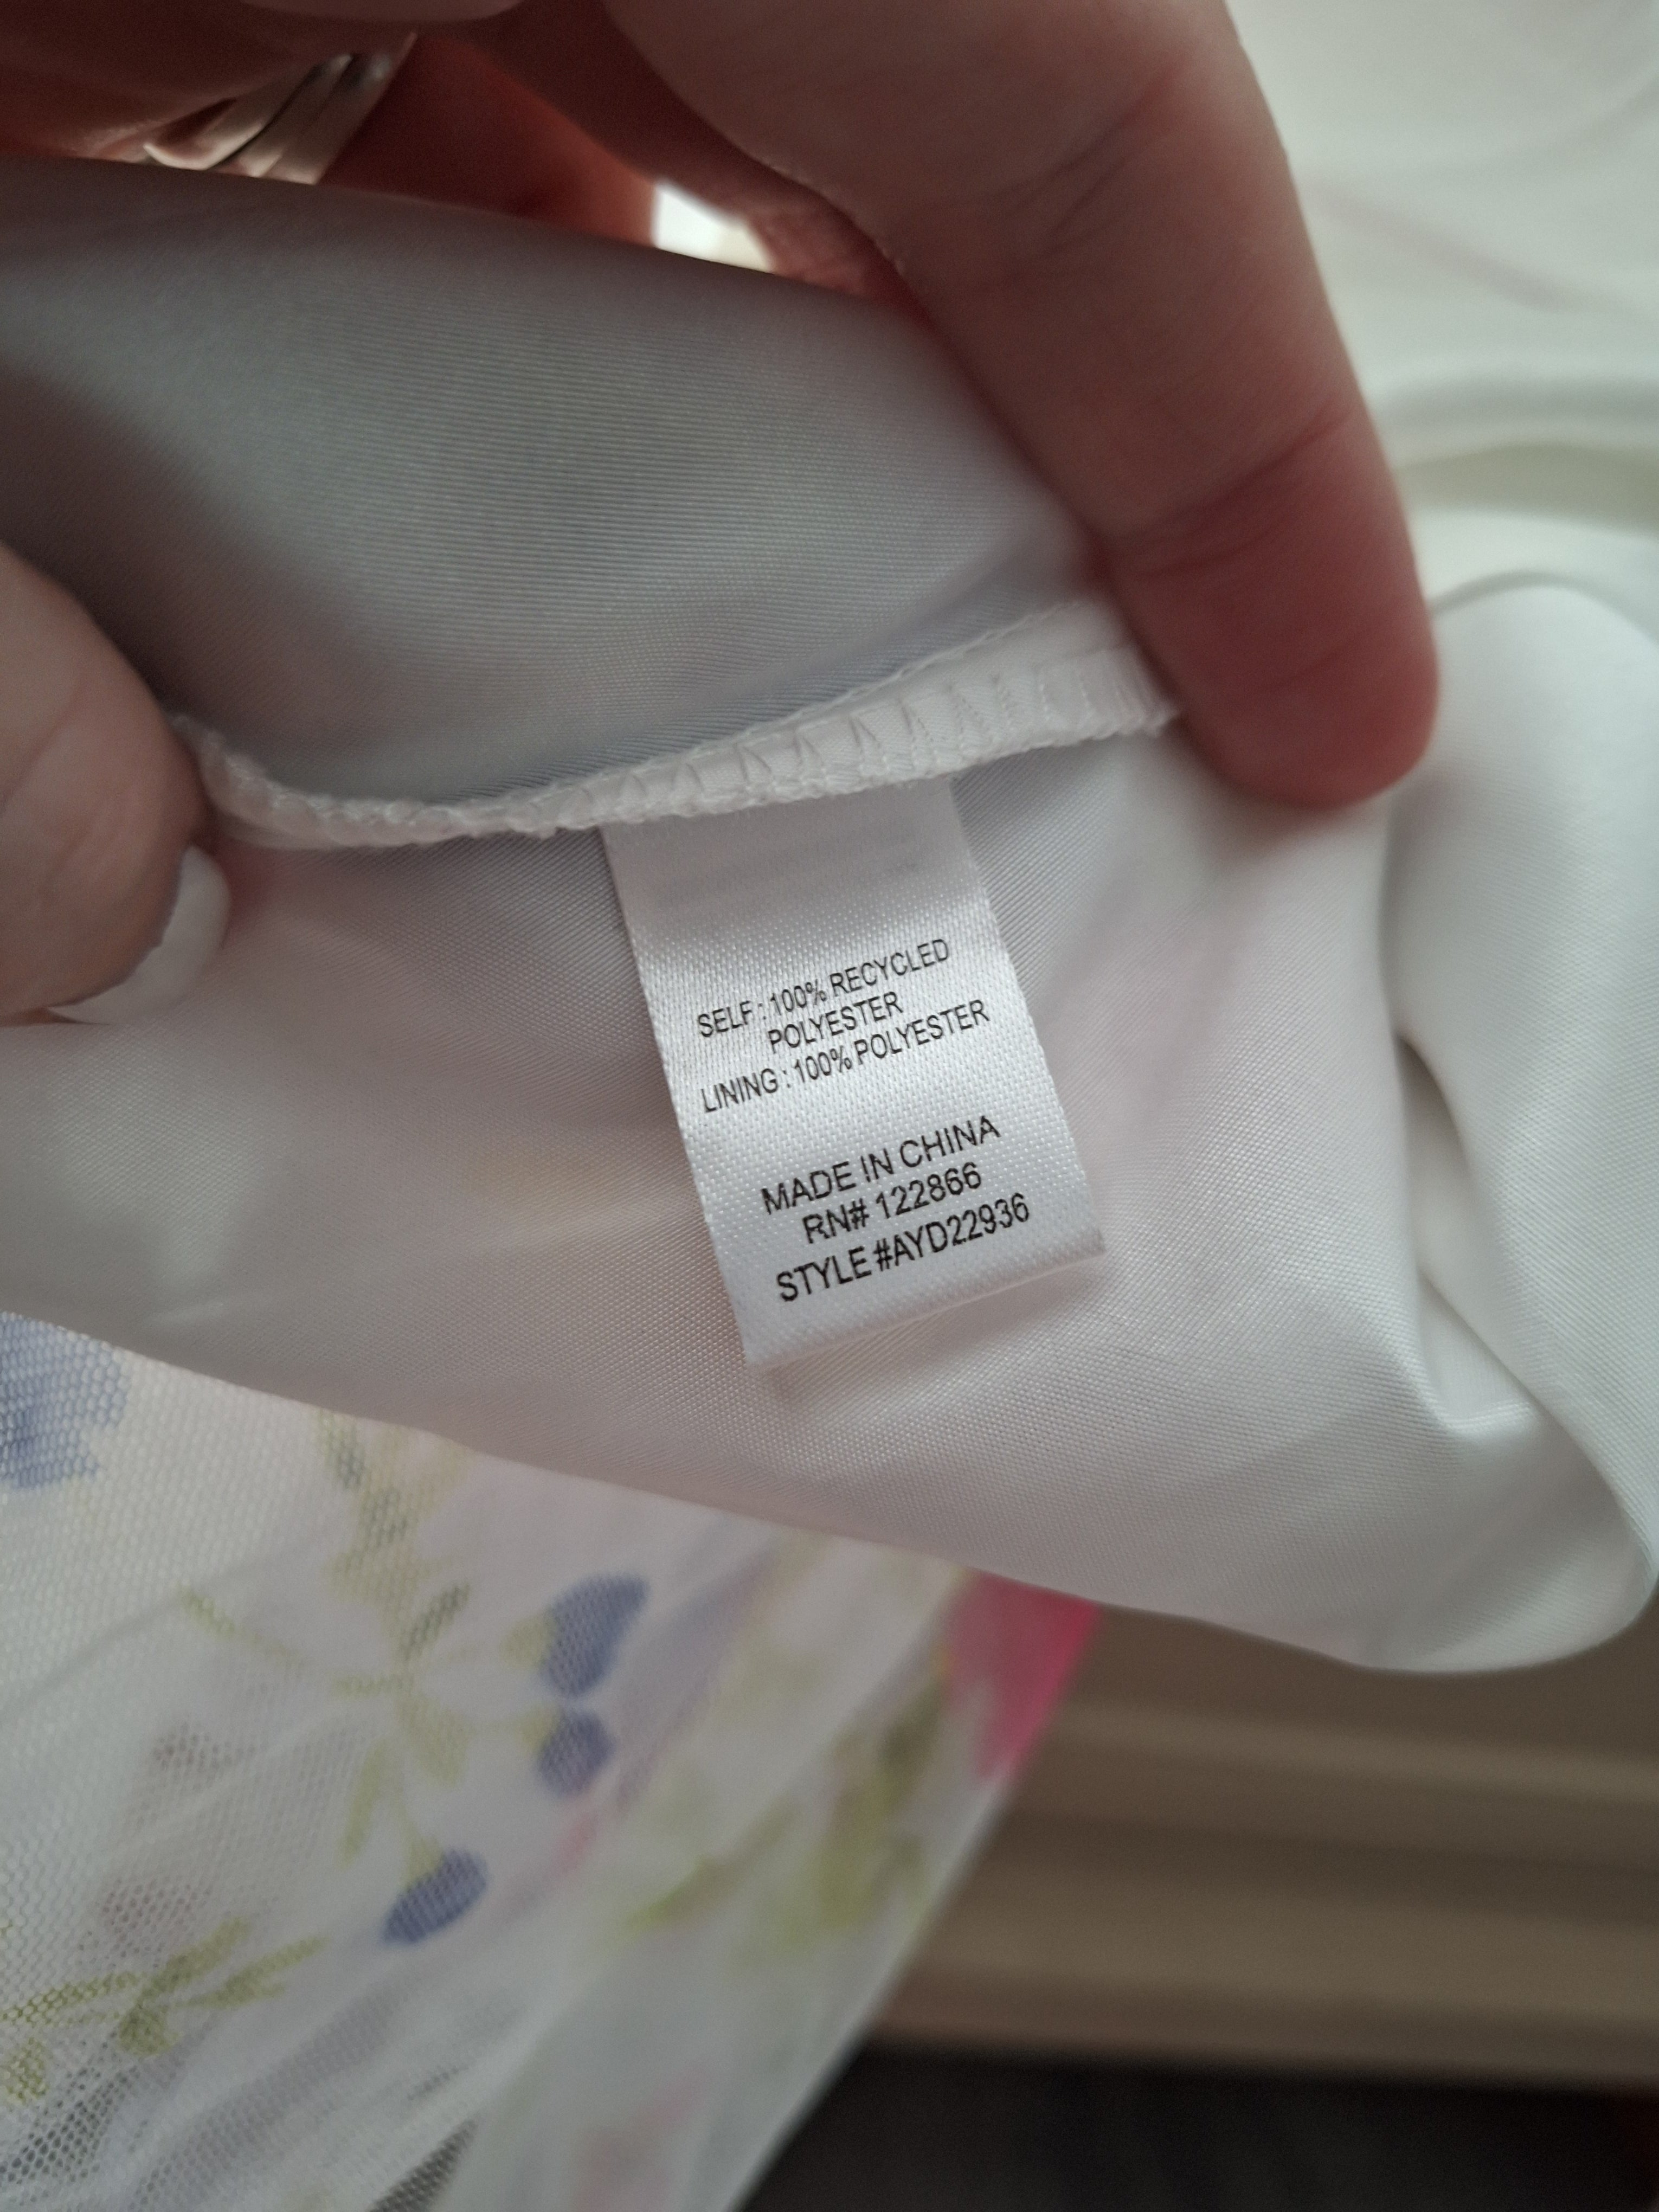 SELF : 100% RECYCLED
POLYESTER
LINING : 100% POLYESTER
MADE IN CHINA
RN# 122866
STYLE #AYD22936